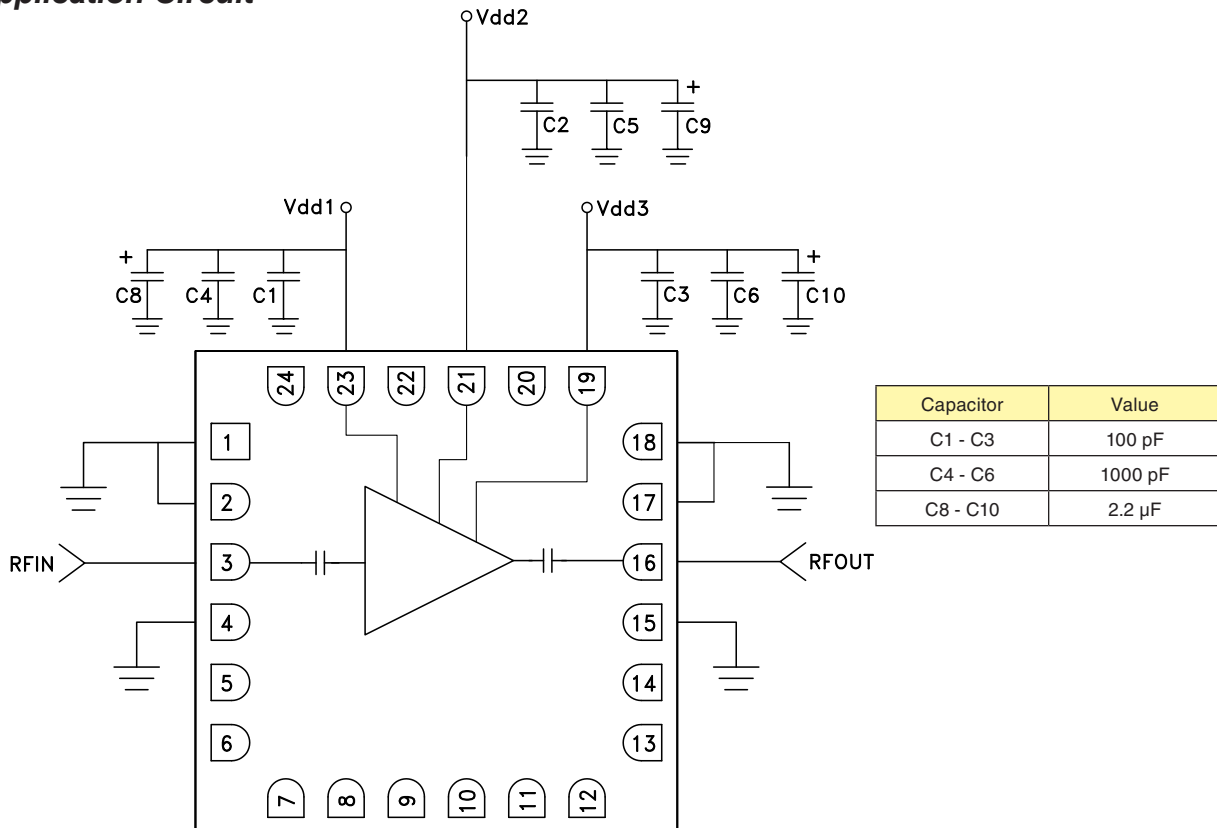 pplication Circuit
Vdd2
C2 C5 C9 +
Vdd1
Vdd3
+ C8 C4 C1
C3 C6 C10 +
24 23 22 21 20 19
1 18
2 17
RFIN 3 16 RFOUT
4 15
5 14
6 13
7 8 9 10 11 12
Capacitor Value
C1 - C3 100 pF
C4 - C6 1000 pF
C8 - C10 2.2 µF